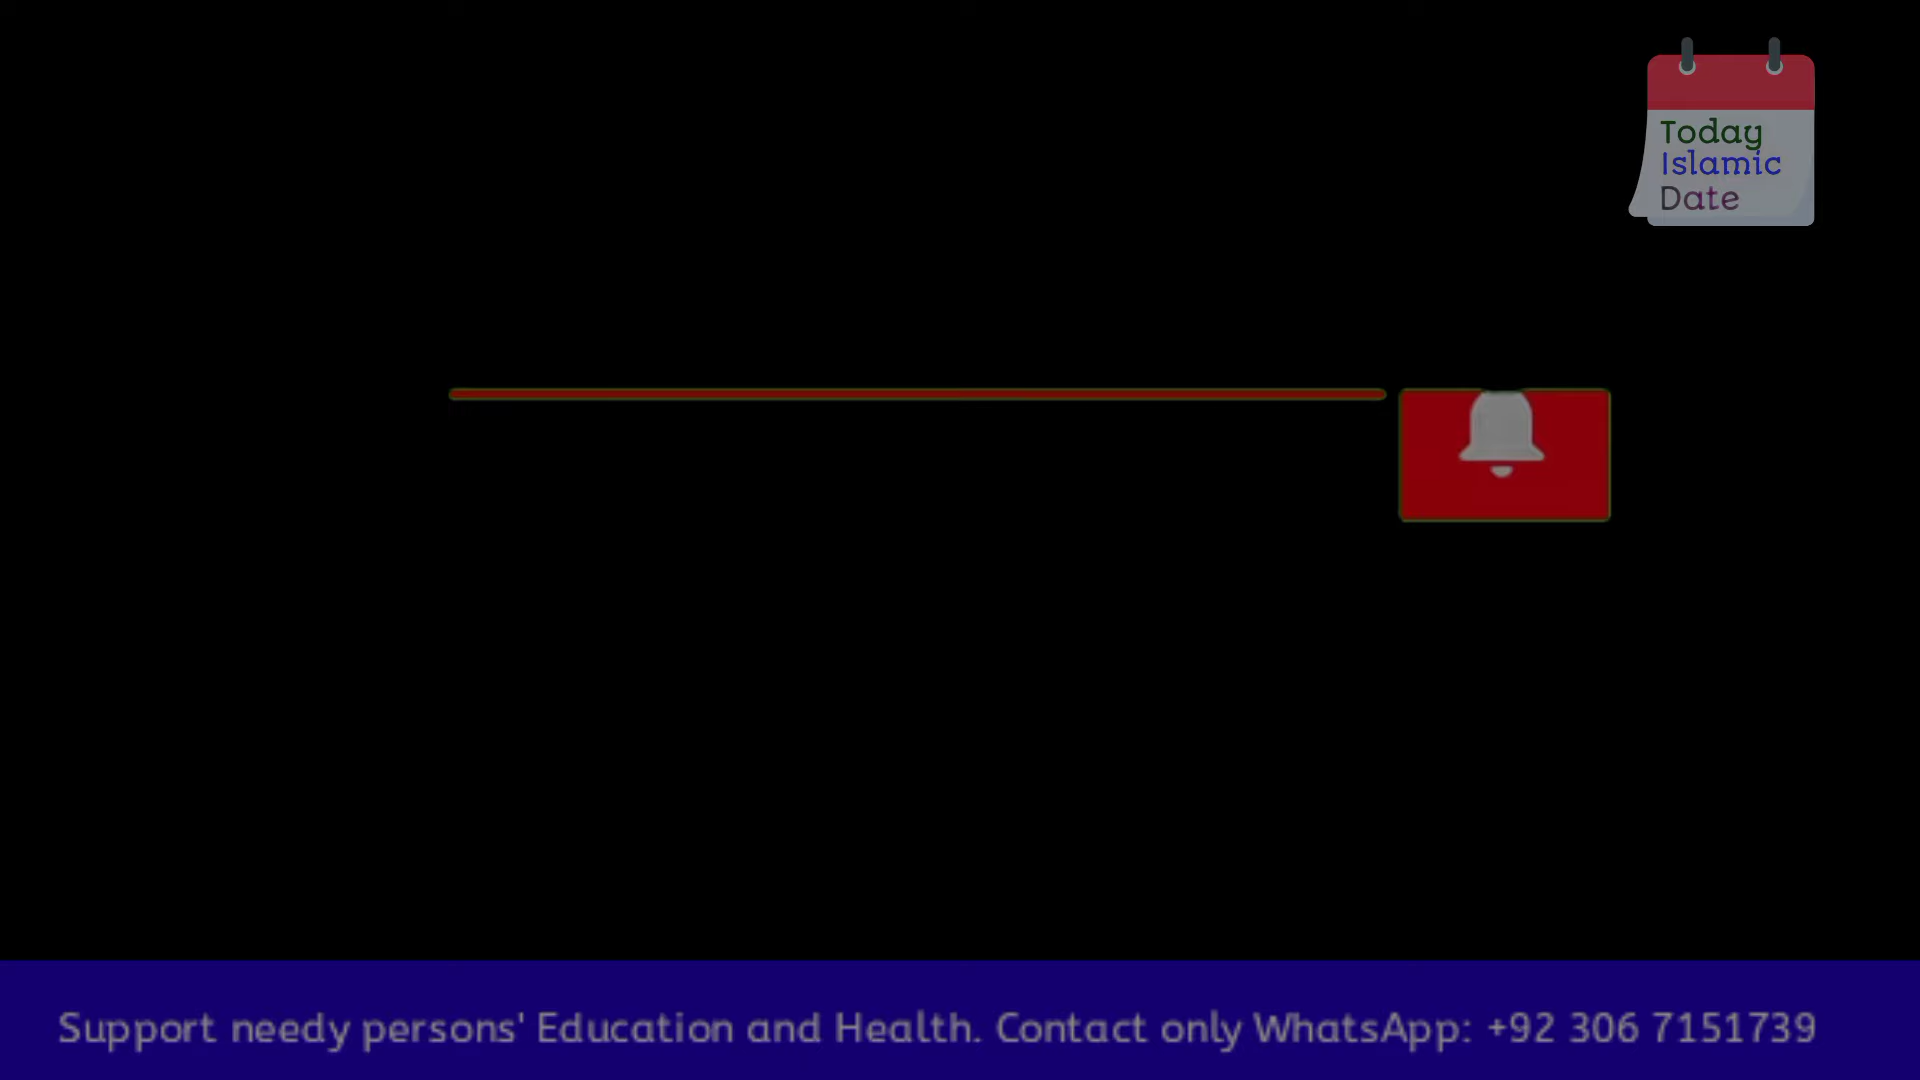 Today
Islamic
Date
Support needy persons' Education and Health. Contact only WhatsApp: +92 306 7151739